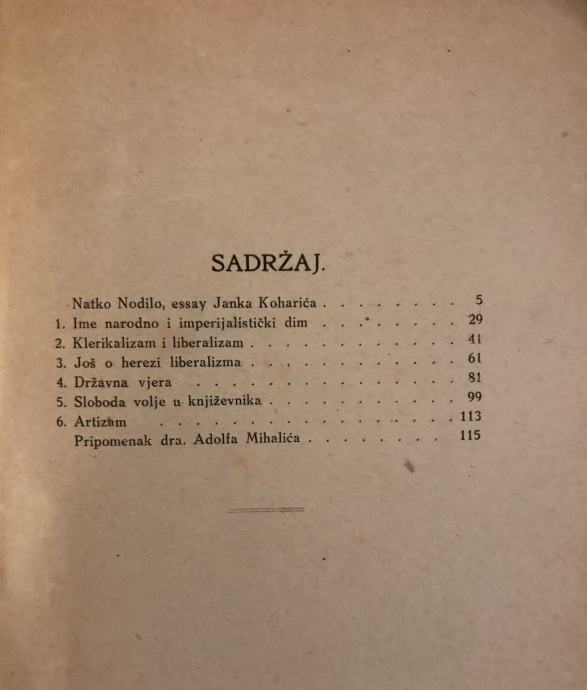 SADRŽAJ.
Natko Nodilo, essay Janka Koharića . . . . . . . 5
1. Ime narodno i imperijalistički dim . . . . . . . 29
2. Klerikalizam i liberalizam . . . . . . . . . . . 41
3. Još o herezi liberalizma . . . . . . . . . . . 61
4. Državna vjera . . . . . . . . . . . . . 81
5. Sloboda volje u književnika . . . . . . . . . . 99
6. Artizam . . . . . . . . . . . . . . . 113
Pripomenak dra. Adolfa Mihalića . . . . . . . 115